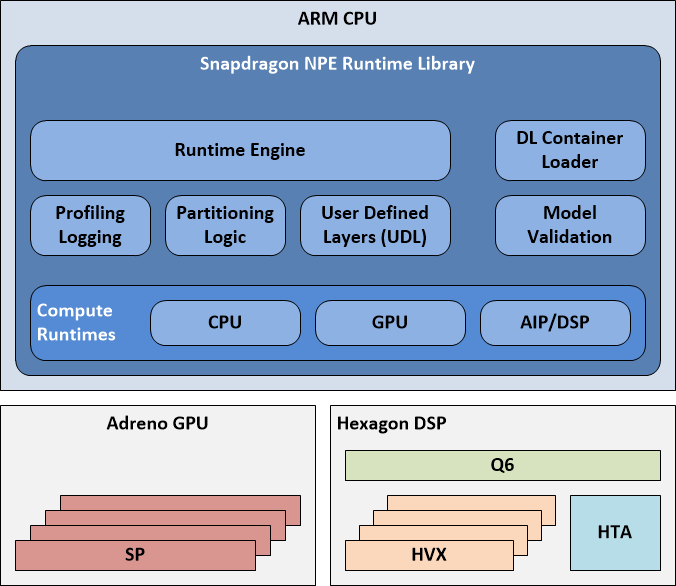 ARM CPU
Snapdragon NPE Runtime Library
Runtime Engine
DL Container
Loader
Profiling
Logging
Partitioning
Logic
User Defined
Layers (UDL)
Model
Validation
Compute
Runtimes
CPU
GPU
AIP/DSP
Adreno GPU
SP
Hexagon DSP
Q6
HVX
HTA